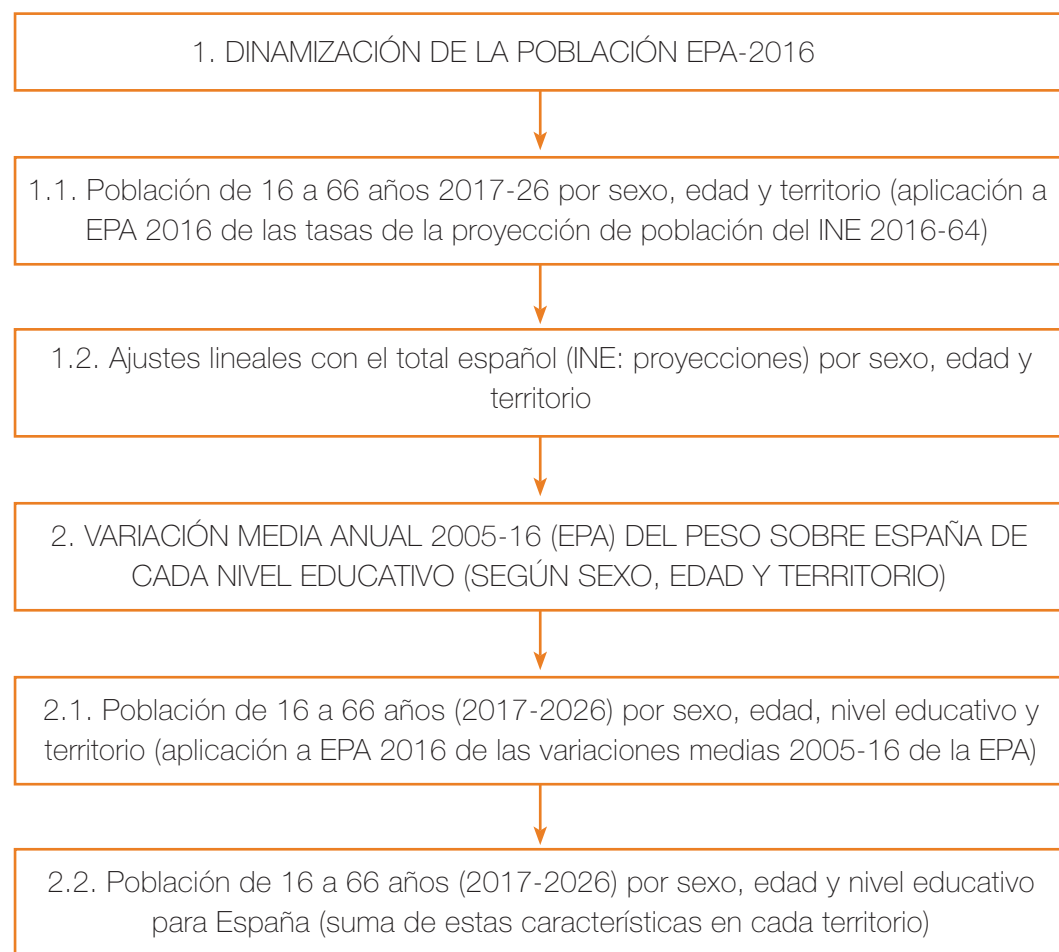 1. DINAMIZACIÓN DE LA POBLACIÓN EPA-2016
1.1. Población de 16 a 66 años 2017-26 por sexo, edad y territorio (aplicación a
EPA 2016 de las tasas de la proyección de población del INE 2016-64)
1.2. Ajustes lineales con el total español (INE: proyecciones) por sexo, edad y
territorio
2. VARIACIÓN MEDIA ANUAL 2005-16 (EPA) DEL PESO SOBRE ESPAÑA DE
CADA NIVEL EDUCATIVO (SEGÚN SEXO, EDAD Y TERRITORIO)
2.1. Población de 16 a 66 años (2017-2026) por sexo, edad, nivel educativo y
territorio (aplicación a EPA 2016 de las variaciones medias 2005-16 de la EPA)
2.2. Población de 16 a 66 años (2017-2026) por sexo, edad y nivel educativo
para España (suma de estas característicaś en cada territorio)